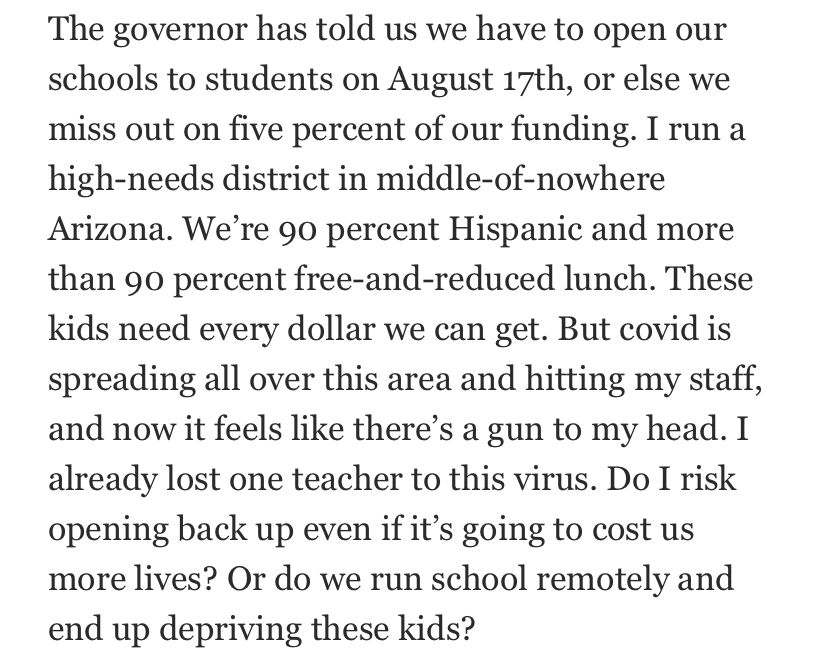 The governor has told us we have to open our
schools to students on August 17th, or else we
miss out on five percent of our funding. I run a
high-needs district in middle-of-nowhere
Arizona. We’re 90 percent Hispanic and more
than 90 percent free-and-reduced lunch. These
kids need every dollar we can get. But covid is
spreading all over this area and hitting my staff,
and now it feels like there’s a gun to my head. I
already lost one teacher to this virus. Do I risk
opening back up even if it’s going to cost us
more lives? Or do we run school remotely and
end up depriving these kids?